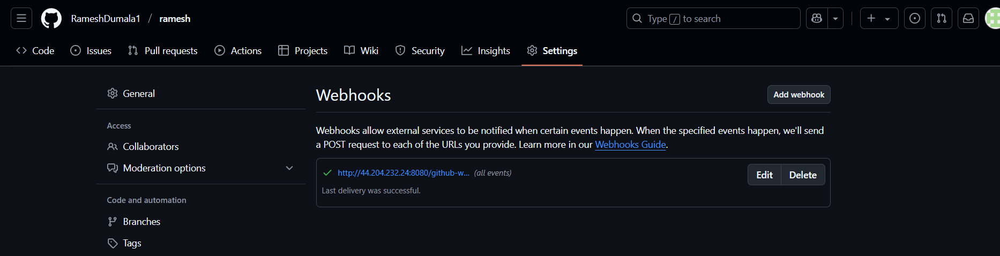 RameshDumala1 / ramesh
Type / to search
Code Issues Pull requests Actions Projects Wiki Security Insights Settings
General
Access
Collaborators
Moderation options
Code and automation
Branches
Tags
Webhooks
Add webhook
Webhooks allow external services to be notified when certain events happen. When the specified events happen, we'll send
a POST request to each of the URLs you provide. Learn more in our Webhooks Guide.
http://44.204.232.24:8080/github-w... (all events)
Edit Delete
Last delivery was successful.